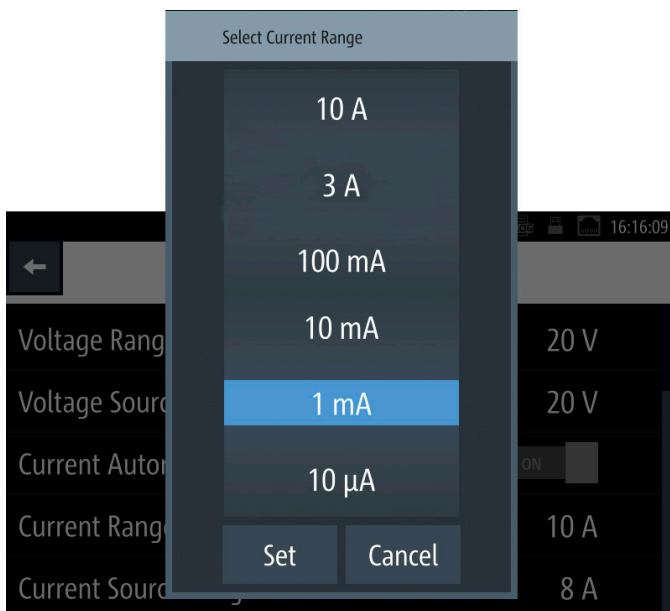 Select Current Range
10 A
3 A
100 mA
10 mA
1 mA
10 µA
Set Cancel
16:16:09
Voltage Rang
20 V
Voltage Sourc
20 V
Current Autor
ON
Current Rang
10 A
Current Sourc
8 A